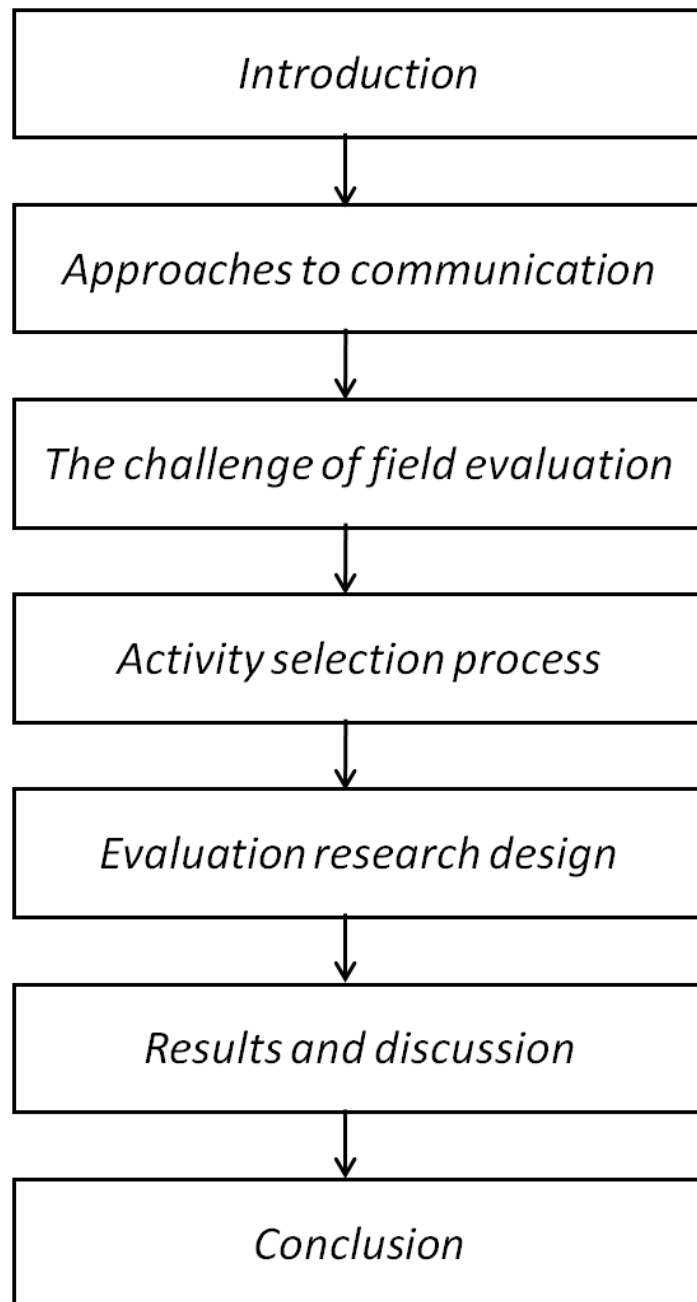 Introduction
Approaches to communication
The challenge of field evaluation
Activity selection process
Evaluation research design
Results and discussion
Conclusion